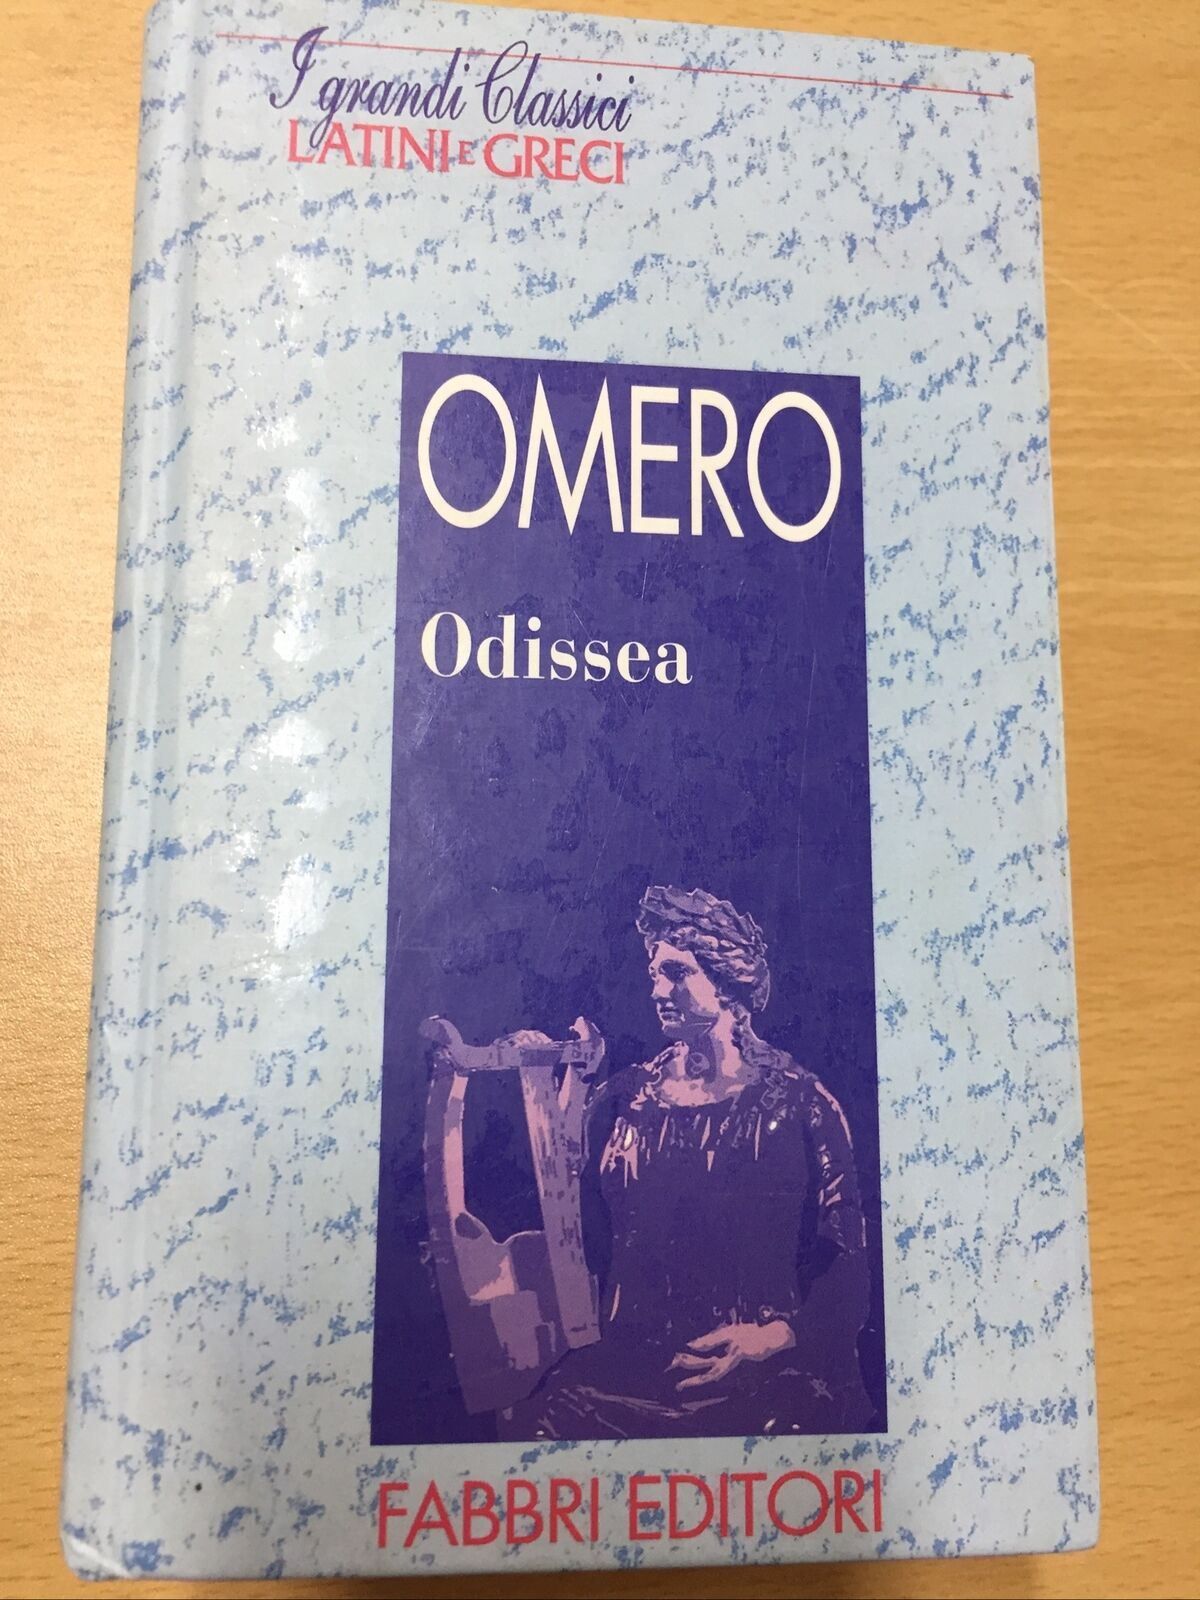 I grandi Classici
LATINI E GRECI
OMERO
Odissea
FABBRI EDITORI